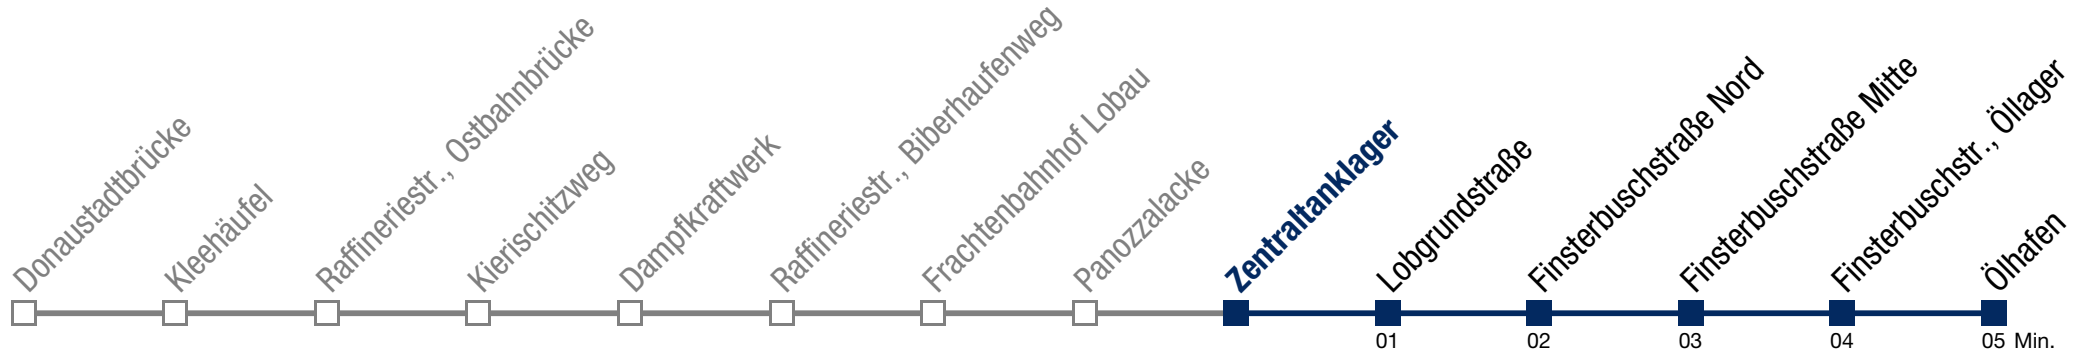 Donaustadtbrücke
Kleehäufel
Raffineriestr., Ostbahnbrücke
Kierischitzweg
Dampfkraftwerk
Raffineriestr., Biberhaufenweg
Frachtenbahnhof Lobau
Panozzalacke
Zentraltanklager
Lobgrundstraße
Finsterbuschstraße Nord
Finsterbuschstraße Mitte
Finsterbuschstr., Öllager
Ölhafen
01 02 03 04 05 Min.